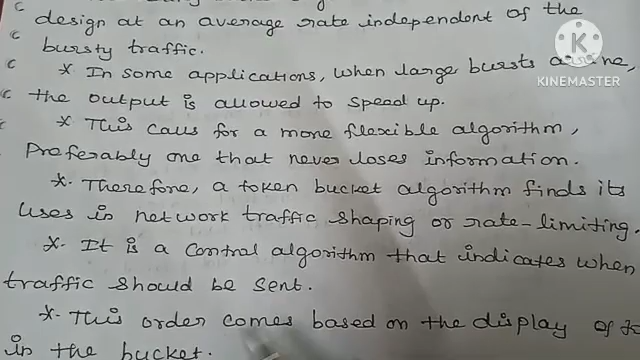 design at an average rate independent of the
bursty traffic.
* In some applications, when large bursts
the output is allowed to speed up.
* This calls for a more flexible algorithm,
Preferably one that never loses information.
*. Therefore, a token bucket algorithm finds its
uses in network traffic shaping or rate-limiting.
*. It is a control algorithm that indicates when
traffic should be sent.
*. This order comes based on the display of
in the bucket.
KINEMASTER